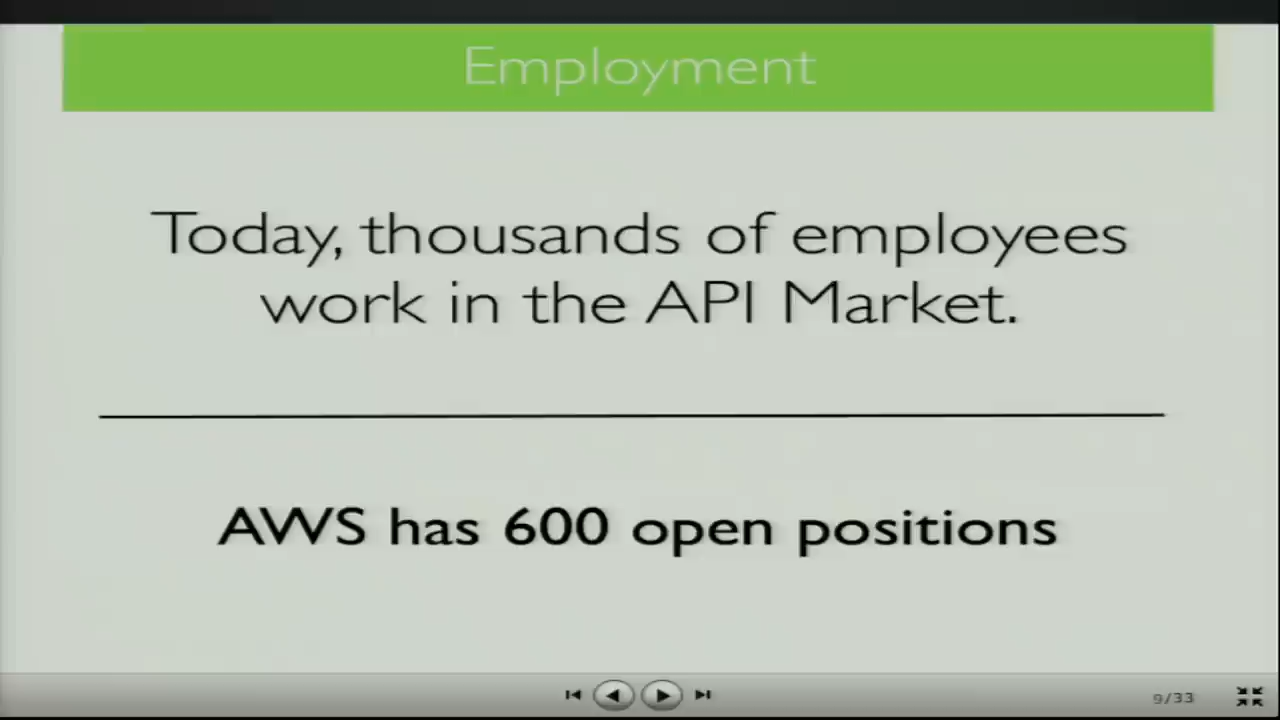 Employment
Today, thousands of employees
work in the API Market.
AWS has 600 open positions
9/33